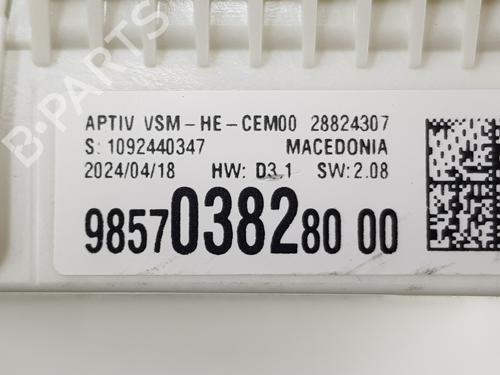 APTIV VSM-HE-CEM00 28824307
S: 1092440347 MACEDONIA
2024/04/18 HW: D3.1 SW:2.08
9857038280 00
B-PARTS